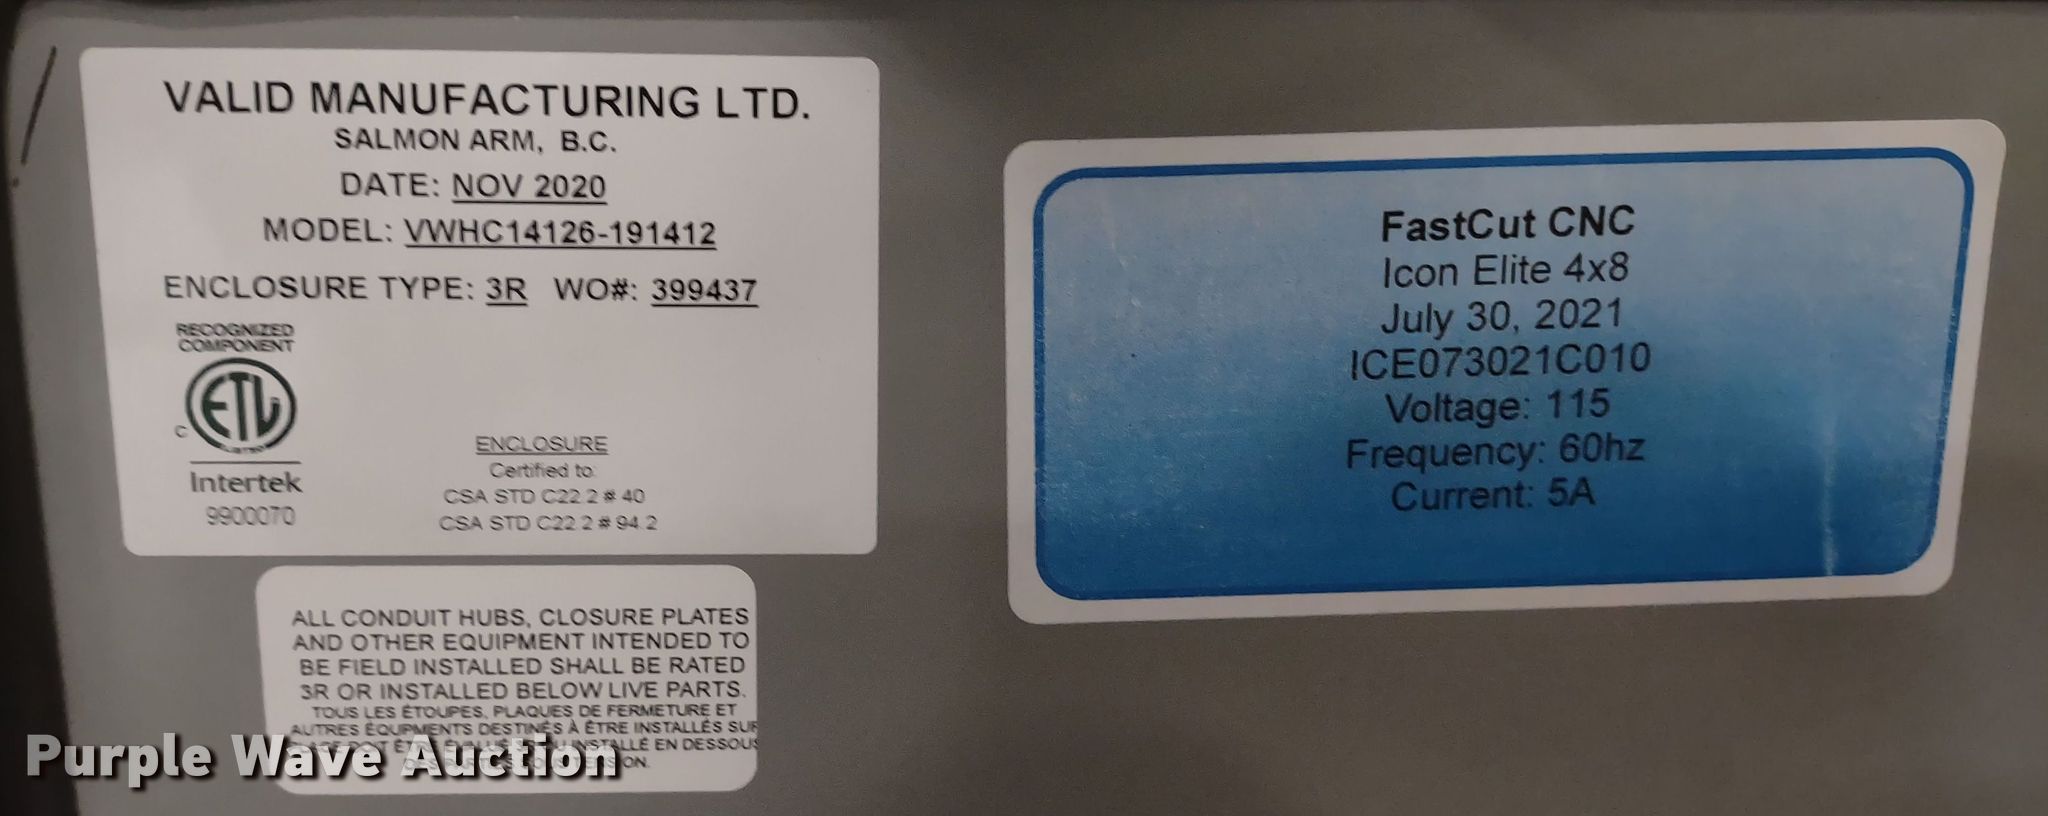 VALID MANUFACTURING LTD.
SALMON ARM, B.C.
DATE: NOV 2020
MODEL: VWHC14126-191412
ENCLOSURE TYPE: 3R WO#: 399437
RECOGNIZED
COMPONENT
ETL
C
Intertek
9900070
ENCLOSURE
Certified to:
CSA STD C22.2 # 40
CSA STD C22.2 # 94.2
ALL CONDUIT HUBS, CLOSURE PLATES
AND OTHER EQUIPMENT INTENDED TO
BE FIELD INSTALLED SHALL BE RATED
3R OR INSTALLED BELOW LIVE PARTS.
TOUS LES ÉTOUPES, PLAQUES DE FERMETURE ET
AUTRES ÉQUIPMENTS DESTINÉS À ÊTRE INSTALLÉS SUR
INSTALLÉ EN DESSOUS
FastCut CNC
Icon Elite 4x8
July 30, 2021
ICE073021C010
Voltage: 115
Frequency: 60hz
Current: 5A
Purple Wave Auction